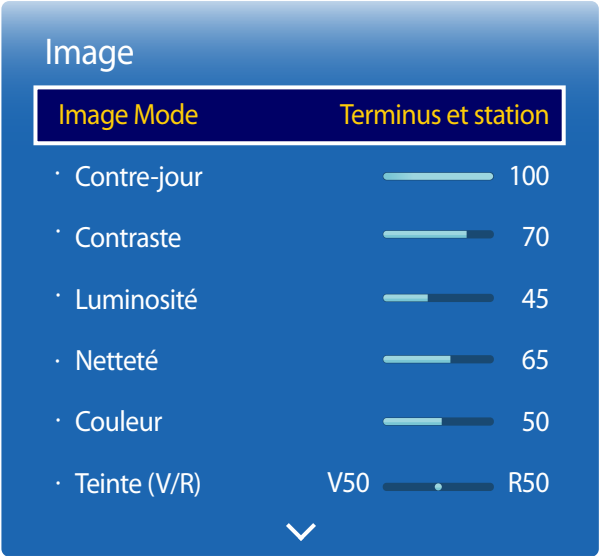 Image
Image Mode Terminus et station
· Contre-jour 100
· Contraste 70
· Luminosité 45
· Netteté 65
· Couleur 50
· Teinte (V/R) V50 R50